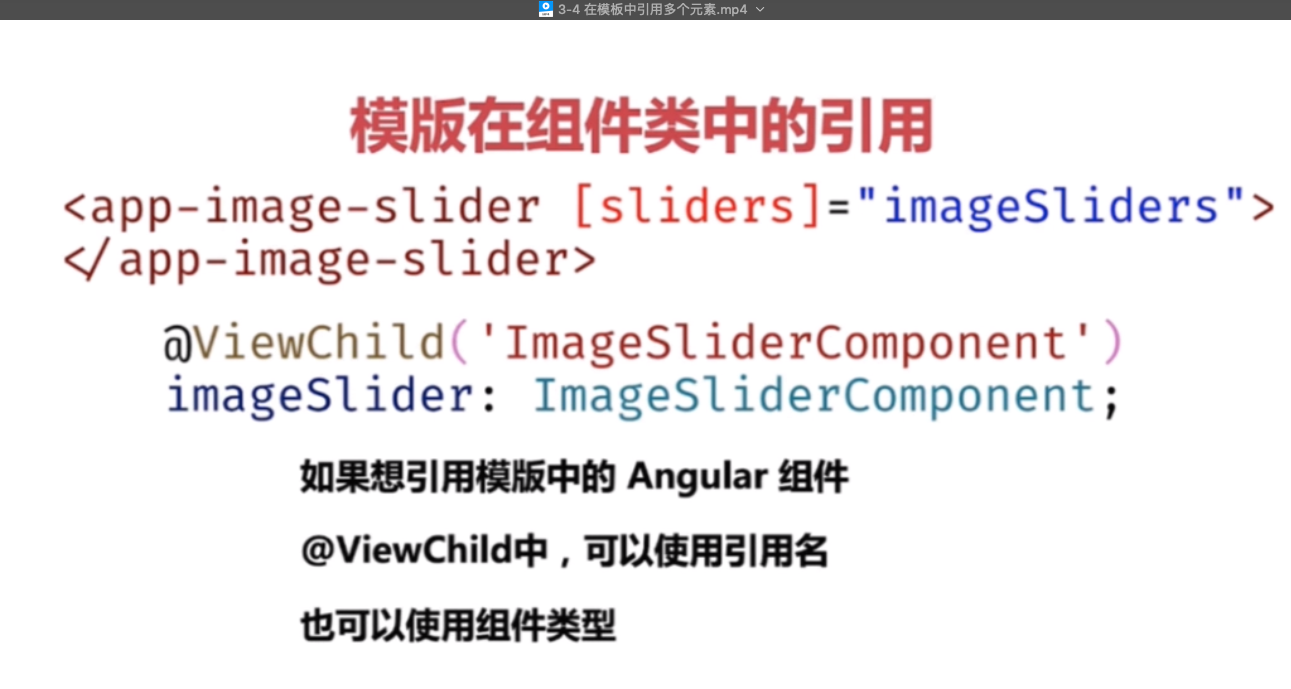 3-4 在模板中引用多个元素.mp4
模版在组件类中的引用
<app-image-slider [sliders]="imageSliders">
</app-image-slider>
@ViewChild('ImageSliderComponent')
imageSlider: ImageSliderComponent;
如果想引用模版中的 Angular 组件
@ViewChild中，可以使用引用名
也可以使用组件类型